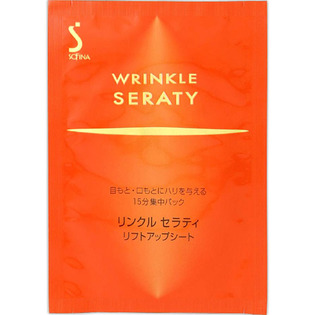 SOFINA
WRINKLE
SERATY
目もと・口もとにハリを与える
15分集中パック
リンクル セラティ
リフトアップシート